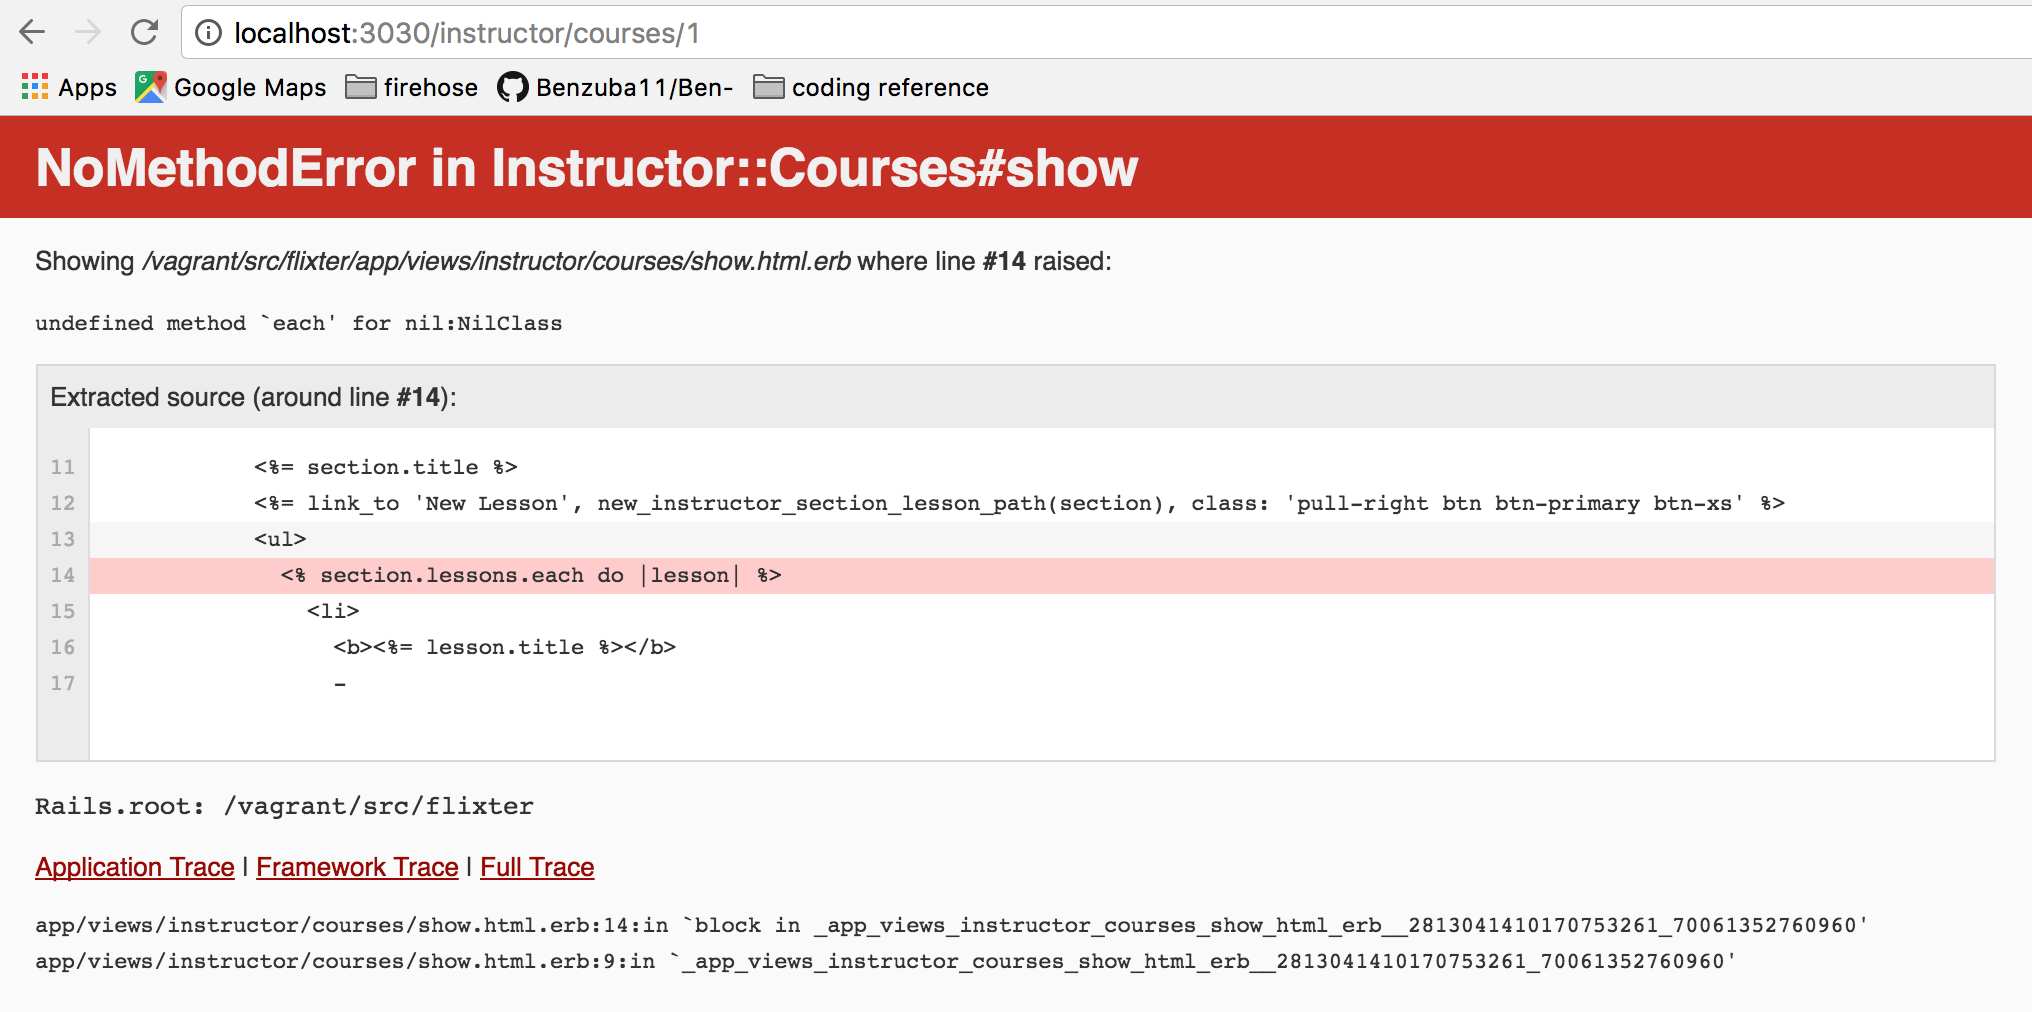 localhost:3030/instructor/courses/1
Apps Google Maps firehose Benzuba11/Ben- coding reference
NoMethodError in Instructor::Courses#show
Showing /vagrant/src/flixter/app/views/instructor/courses/show.html.erb where line #14 raised:
undefined method `each' for nil:NilClass
Extracted source (around line #14):
11 <%= section.title %>
12 <%= link_to 'New Lesson', new_instructor_section_lesson_path(section), class: 'pull-right btn btn-primary btn-xs' %>
13 <ul>
14 <% section.lessons.each do |lesson| %>
15 <li>
16 <b><%= lesson.title %></b>
17 -
Rails.root: /vagrant/src/flixter
Application Trace | Framework Trace | Full Trace
app/views/instructor/courses/show.html.erb:14:in `block in _app_views_instructor_courses_show_html_erb__2813041410170753261_70061352760960'
app/views/instructor/courses/show.html.erb:9:in `_app_views_instructor_courses_show_html_erb__2813041410170753261_70061352760960'